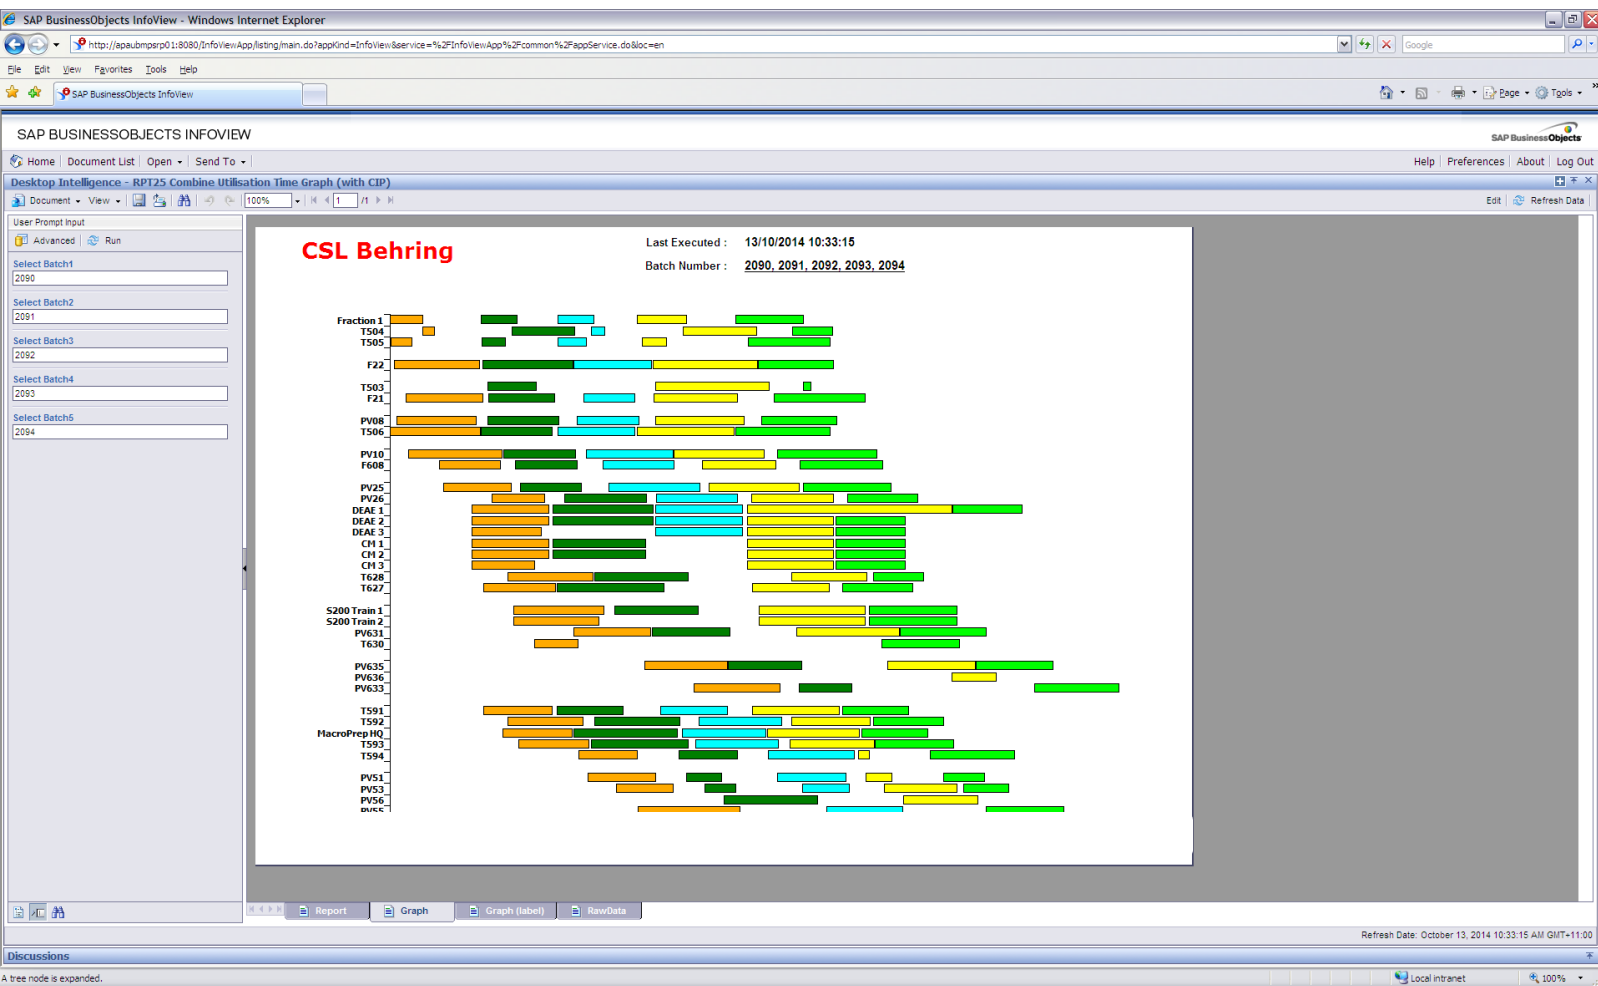 SAP BusinessObjects InfoView - Windows Internet Explorer
http://apaubmpsrp01:8080/InfoViewApp/listing/main.do?appKind=InfoView&service=%2FInfoViewApp%2Fcommon%2FappService.do&loc=en
Google
File Edit View Favorites Tools Help
SAP BusinessObjects InfoView
Page Tools
SAP BUSINESSOBJECTS INFOVIEW
SAP BusinessObjects
Home Document List Open Send To
Help Preferences About Log Out
Desktop Intelligence - RPT25 Combine Utilisation Time Graph (with CIP)
Document View 100% 1 /1
Edit Refresh Data
User Prompt Input
Advanced Run
Select Batch1
2090
Select Batch2
2091
Select Batch3
2092
Select Batch4
2093
Select Batch5
2094
CSL Behring
Last Executed : 13/10/2014 10:33:15
Batch Number : 2090, 2091, 2092, 2093, 2094
Fraction 1
T504
T505
F22
T503
F21
PV08
T506
PV10
F608
PV25
PV26
DEAE 1
DEAE 2
DEAE 3
CM 1
CM 2
CM 3
T628
T627
S200 Train 1
S200 Train 2
PV631
T630
PV635
PV636
PV633
T591
T592
MacroPrep HQ
T593
T594
PV51
PV53
PV56
PV55
Report Graph Graph (label) RawData
Refresh Date: October 13, 2014 10:33:15 AM GMT+11:00
Discussions
A tree node is expanded.
Local intranet 100%